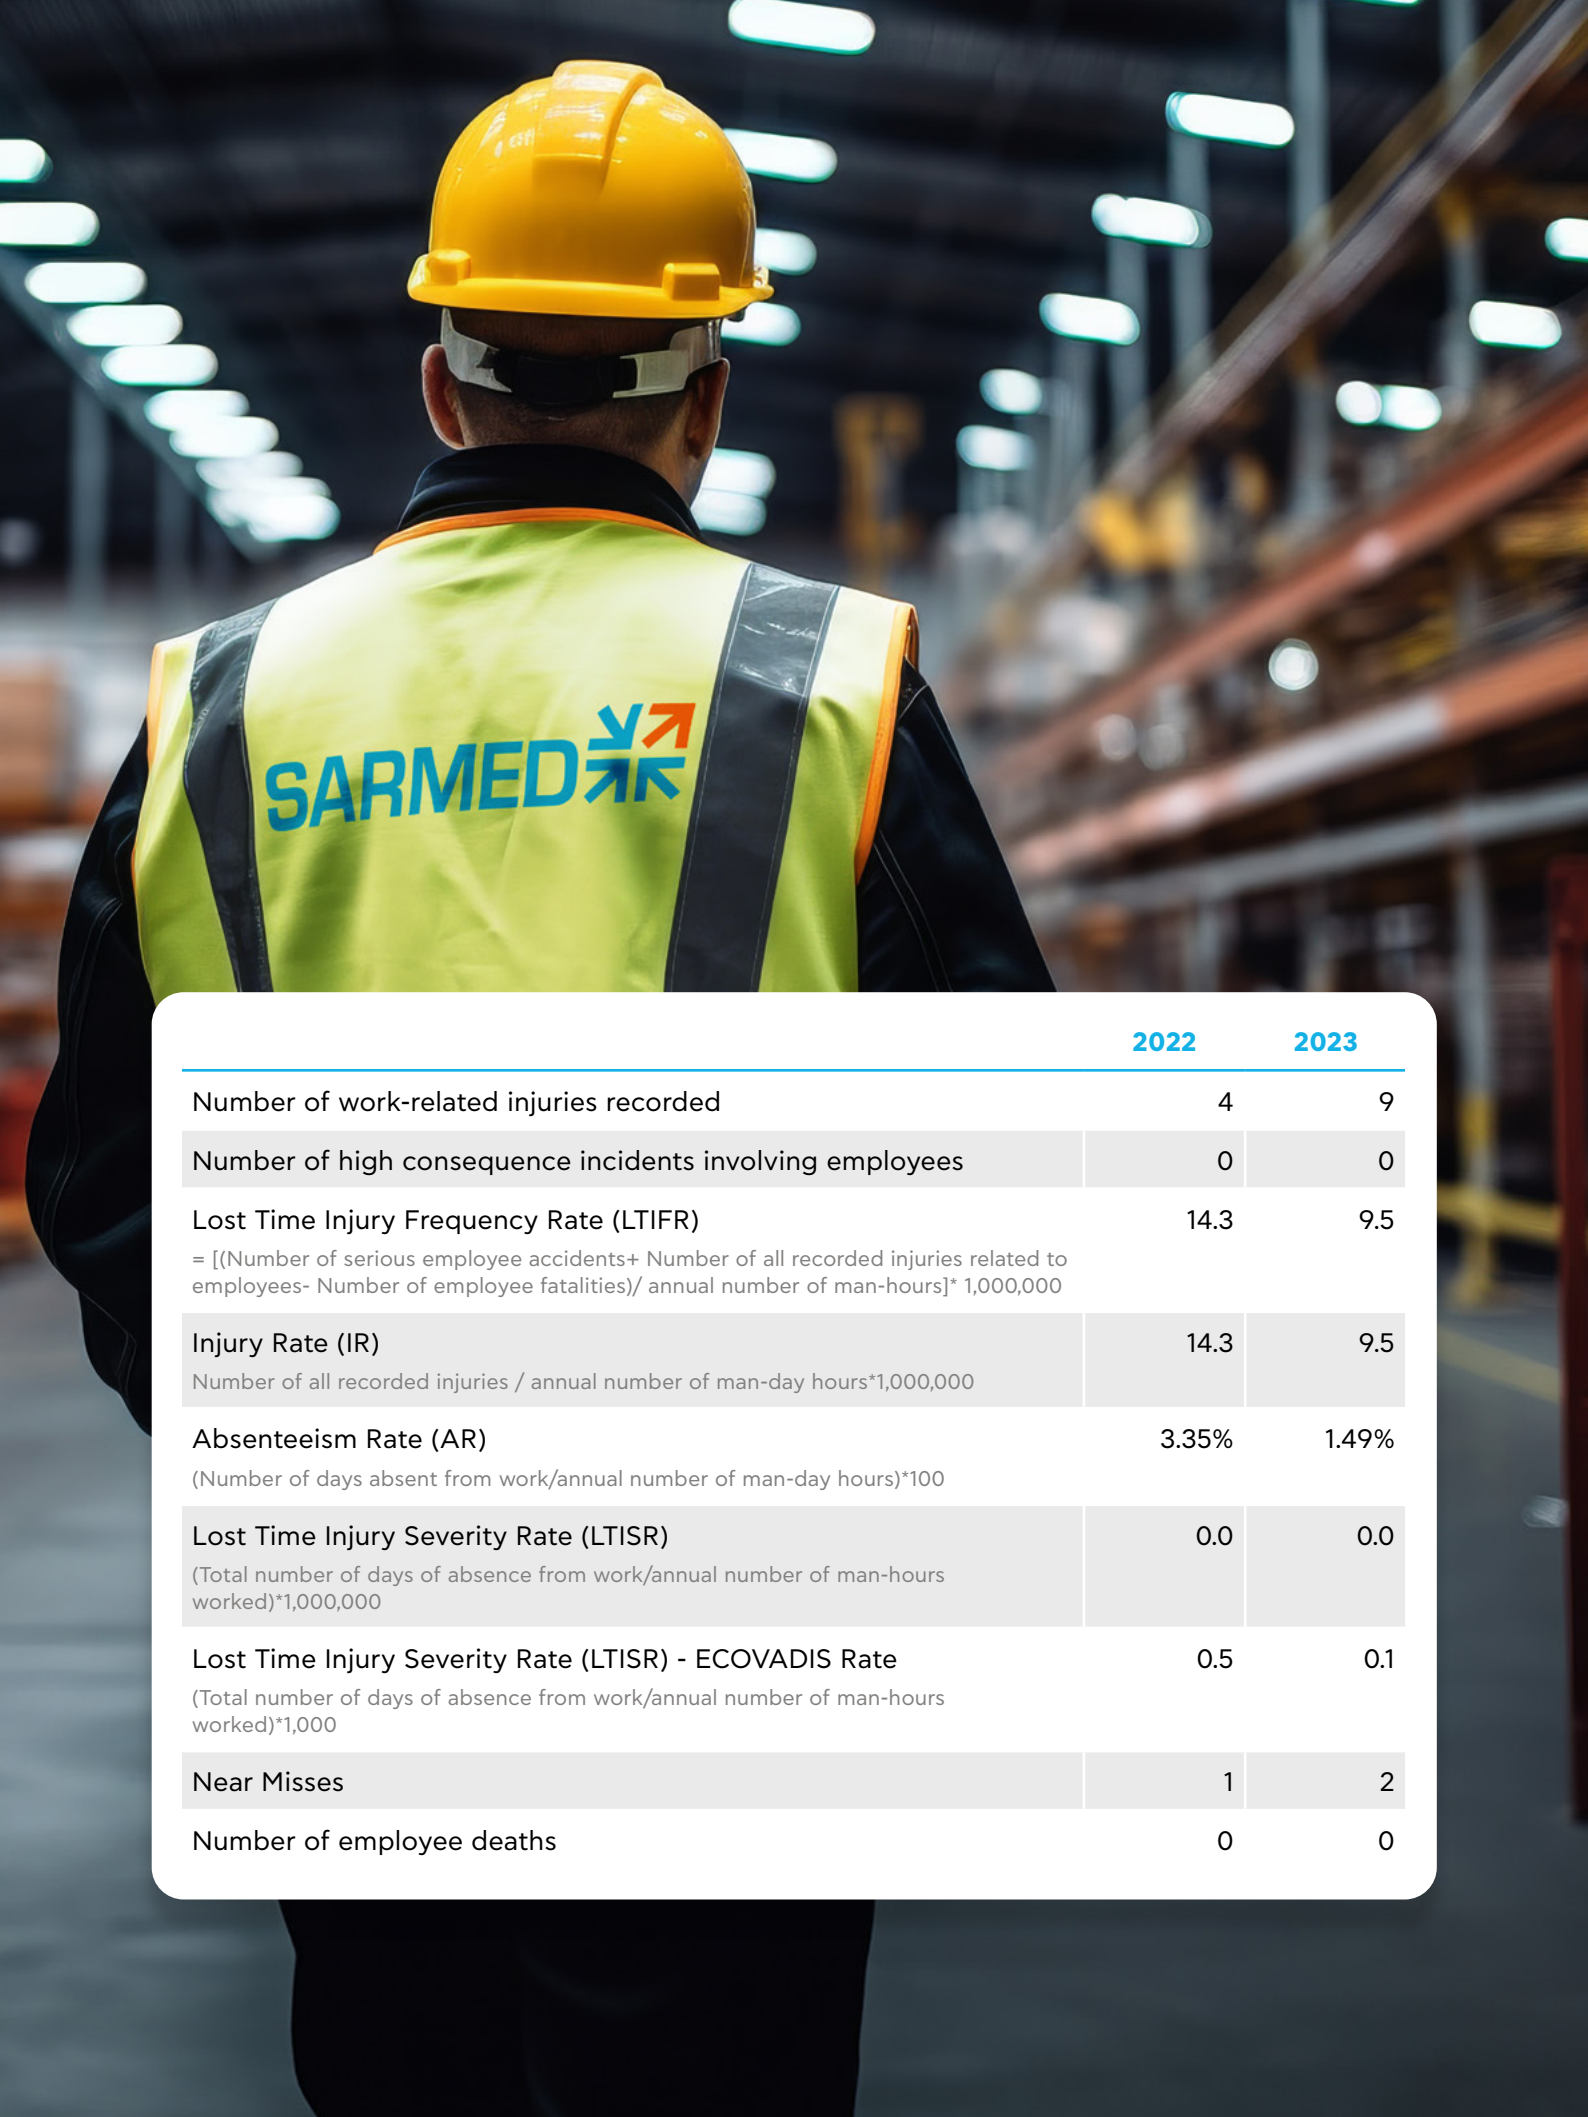 SARMED
2022 2023
Number of work-related injuries recorded 4 9
Number of high consequence incidents involving employees 0 0
Lost Time Injury Frequency Rate (LTIFR) 14.3 9.5
= [(Number of serious employee accidents+ Number of all recorded injuries related to
employees- Number of employee fatalities)/ annual number of man-hours]* 1,000,000
Injury Rate (IR) 14.3 9.5
Number of all recorded injuries / annual number of man-day hours*1,000,000
Absenteeism Rate (AR) 3.35% 1.49%
(Number of days absent from work/annual number of man-day hours)*100
Lost Time Injury Severity Rate (LTISR) 0.0 0.0
(Total number of days of absence from work/annual number of man-hours
worked)*1,000,000
Lost Time Injury Severity Rate (LTISR) - ECOVADIS Rate 0.5 0.1
(Total number of days of absence from work/annual number of man-hours
worked)*1,000
Near Misses 1 2
Number of employee deaths 0 0